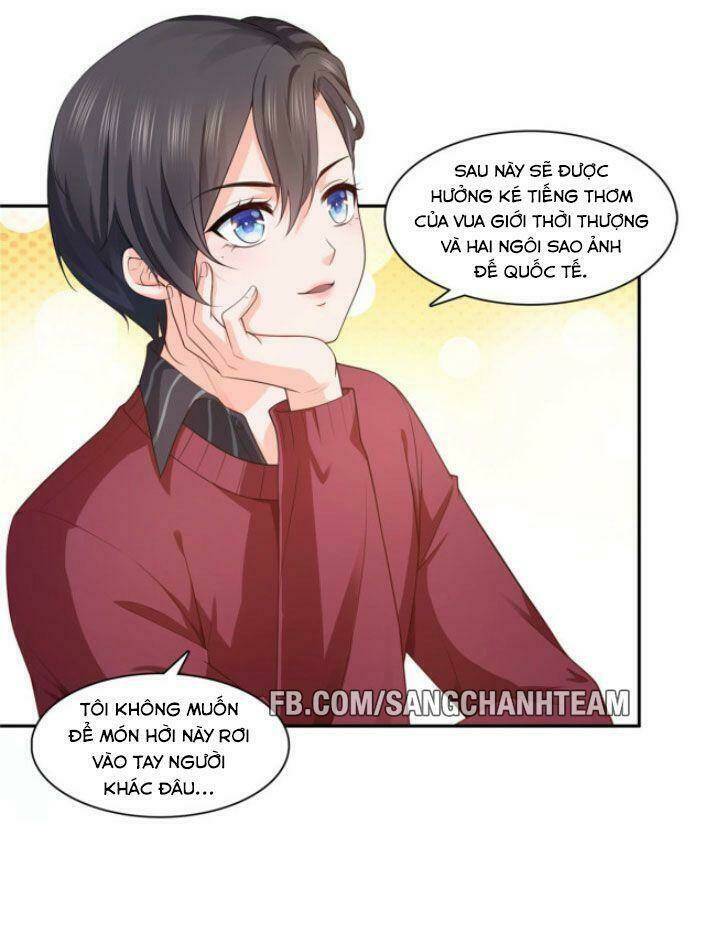 SAU NÀY SẼ ĐƯỢC
HƯỞNG KÉ TIẾNG THƠM
CỦA VUA GIỚI THỜI THƯỢNG
VÀ HAI NGÔI SAO ẢNH
ĐẾ QUỐC TẾ.
FB.COM/SANGCHANHTEAM
TÔI KHÔNG MUỐN
ĐỂ MÓN HỜI NÀY RƠI
VÀO TAY NGƯỜI
KHÁC ĐÂU...